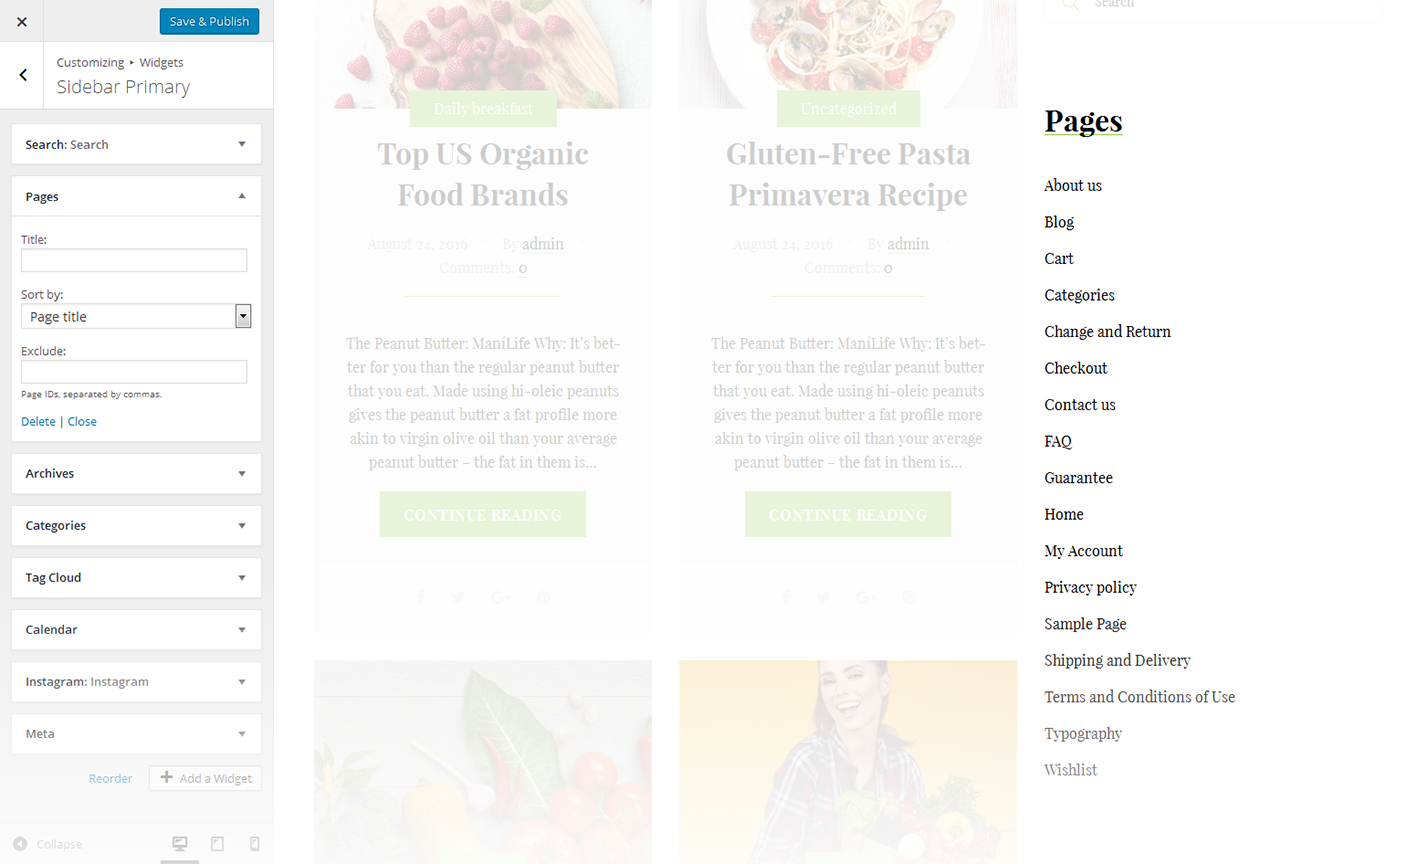 Save & Publish
Customizing ▸ Widgets
Sidebar Primary
Search: Search
Pages
Title:
Sort by:
Page title
Exclude:
Page IDs, separated by commas.
Delete | Close
Archives
Categories
Tag Cloud
Calendar
Instagram: Instagram
Meta
Reorder
Add a Widget
Collapse
Daily breakfast
Top US Organic
Food Brands
August 24, 2016 By admin
Comments: 0
The Peanut Butter: ManíLife Why: It's bet-
ter for you than the regular peanut butter
that you eat. Made using hi-oleic peanuts
gives the peanut butter a fat profile more
akin to virgin olive oil than your average
peanut butter – the fat in them is...
CONTINUE READING
Uncategorized
Gluten-Free Pasta
Primavera Recipe
August 24, 2016 By admin
Comments: 0
The Peanut Butter: ManíLife Why: It's bet-
ter for you than the regular peanut butter
that you eat. Made using hi-oleic peanuts
gives the peanut butter a fat profile more
akin to virgin olive oil than your average
peanut butter – the fat in them is...
CONTINUE READING
Search
Pages
About us
Blog
Cart
Categories
Change and Return
Checkout
Contact us
FAQ
Guarantee
Home
My Account
Privacy policy
Sample Page
Shipping and Delivery
Terms and Conditions of Use
Typography
Wishlist